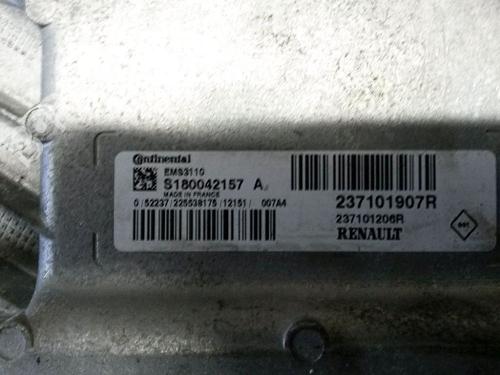 Continental
EMS3110
S180042157 A
MADE IN FRANCE
0/52237/225538175/12151/ 007A4
237101907R
237101206R
RENAULT